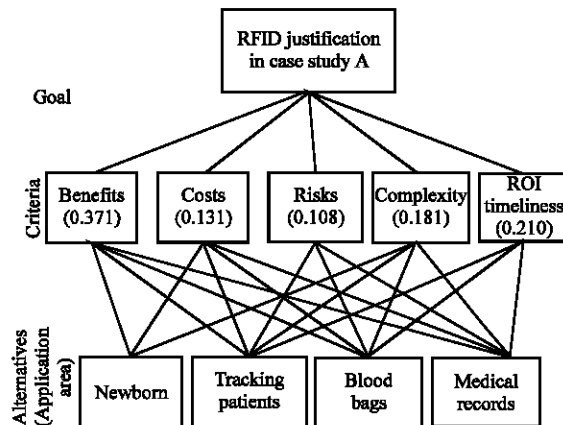 RFID justification
in case study A
Goal
Criteria
Benefits
(0.371)
Costs
(0.131)
Risks
(0.108)
Complexity
(0.181)
ROI
timeliness
(0.210)
Alternatives
(Application
area)
Newborn
Tracking
patients
Blood
bags
Medical
records